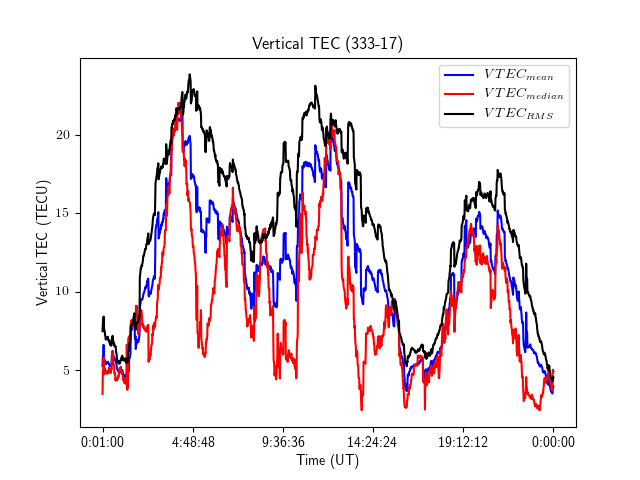 Vertical TEC (333-17)
VTEC_mean
VTEC_median
VTEC_RMS
Vertical TEC (TECU)
20
15
10
5
0:01:00 4:48:48 9:36:36 14:24:24 19:12:12 0:00:00
Time (UT)